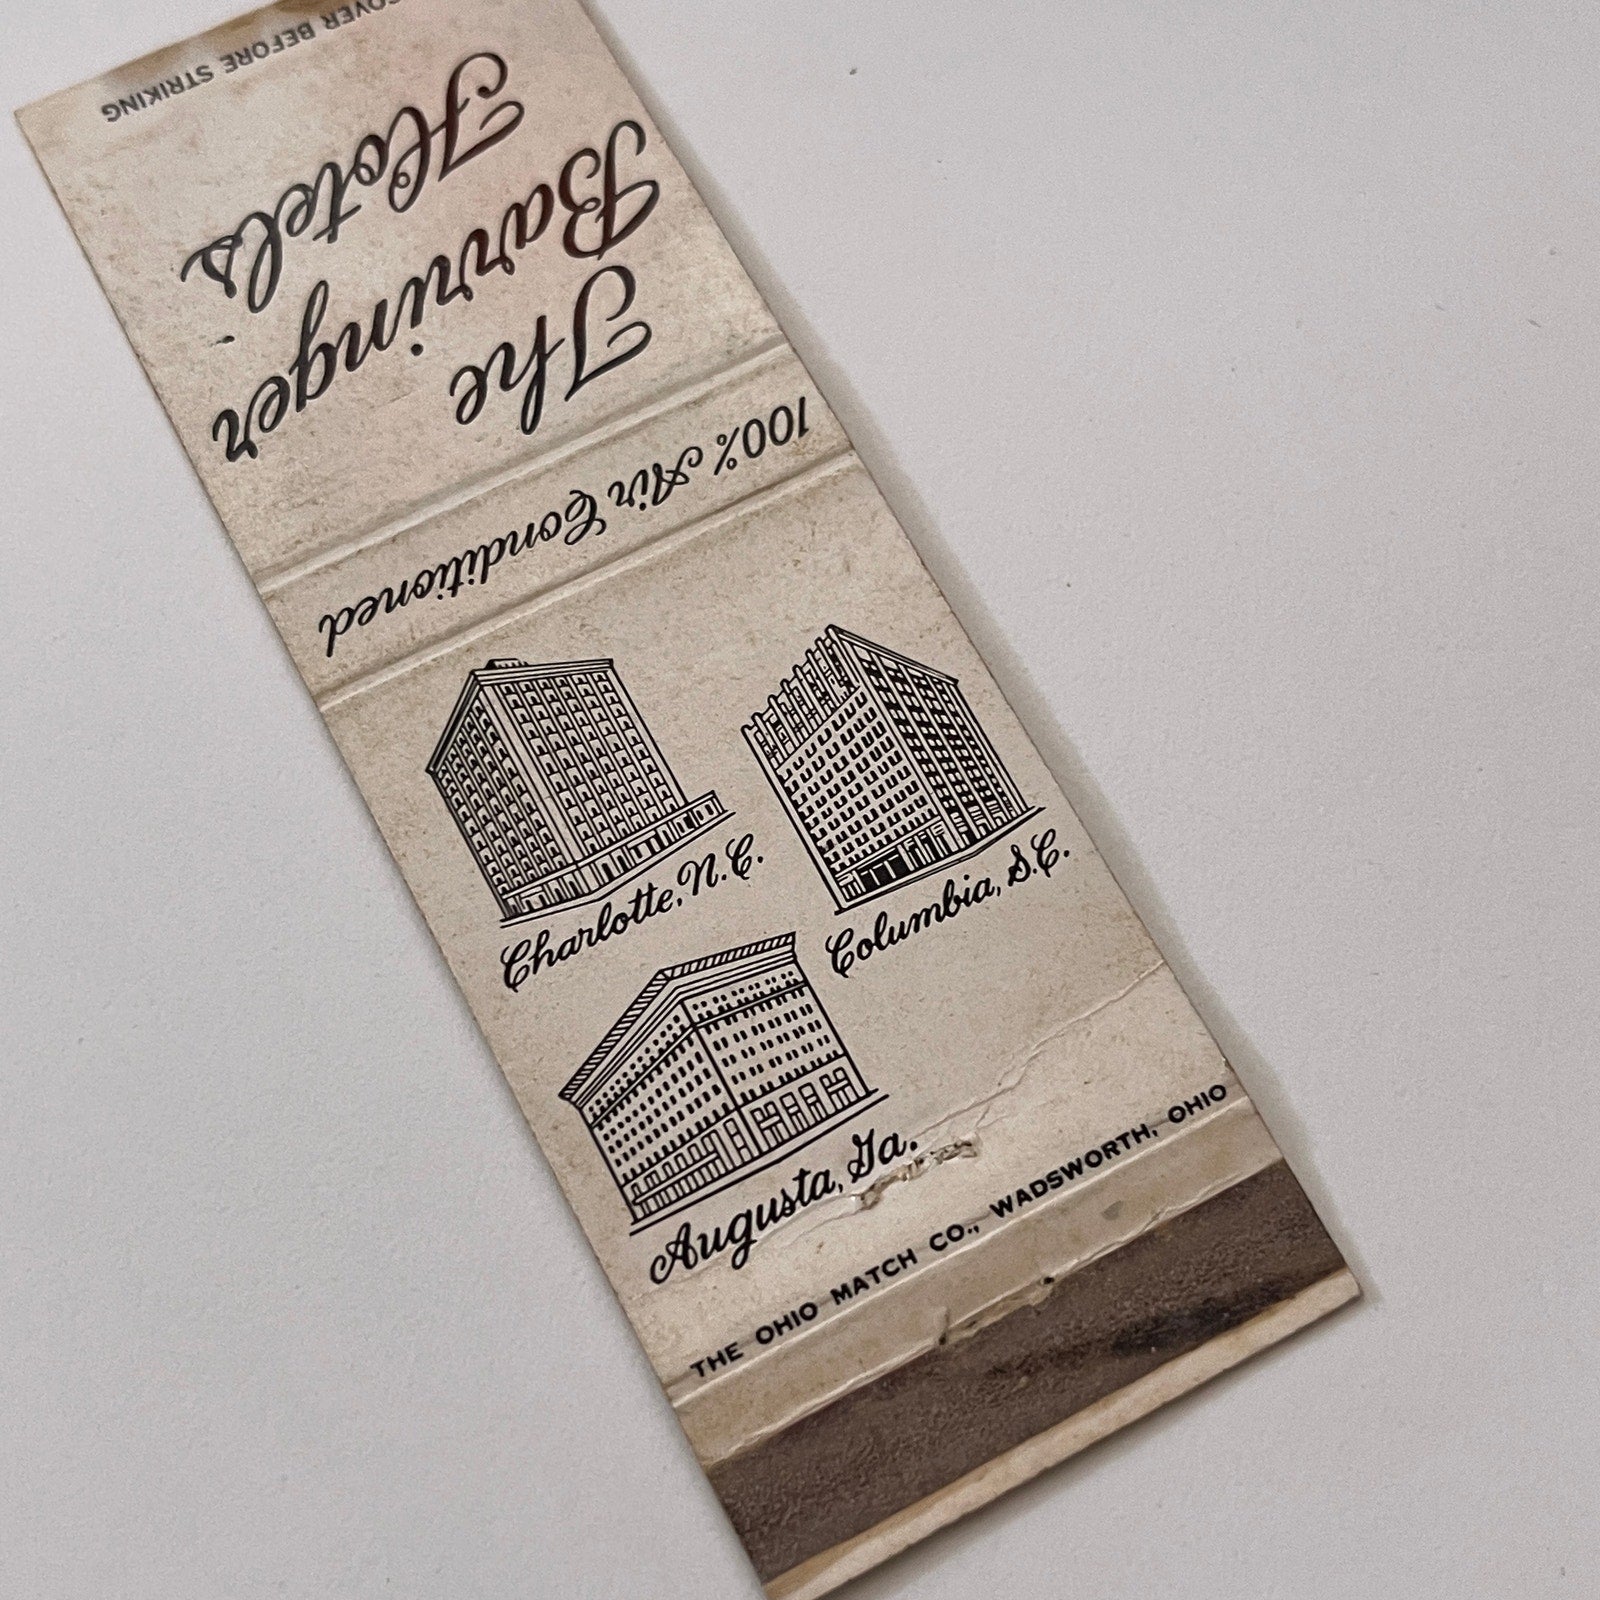 The
Barringer
Hotels
COVER BEFORE STRIKING
100% Air Conditioned
Charlotte, N.C.
Columbia, S.C.
Augusta, Ga.
THE OHIO MATCH CO., WADSWORTH, OHIO